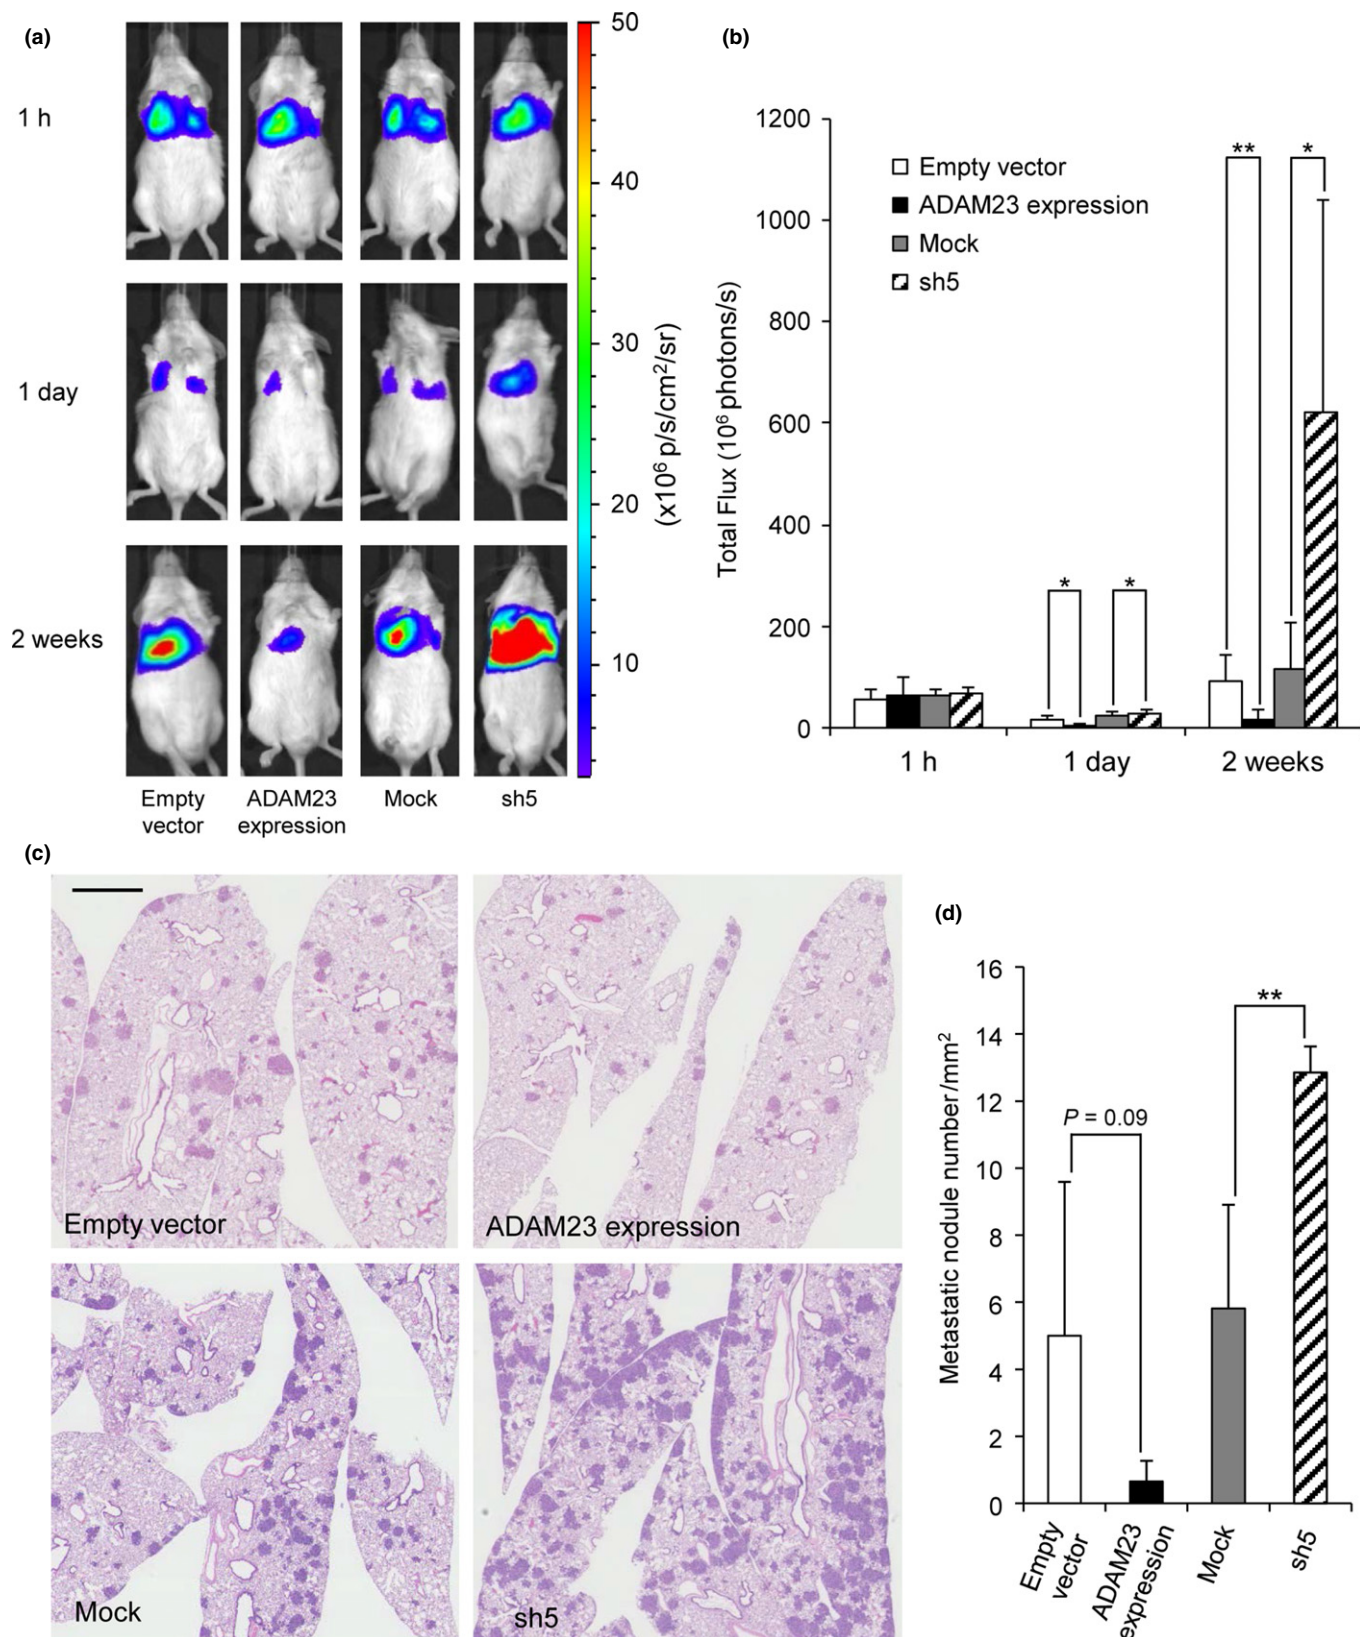 (a)
1 h
1 day
2 weeks
Empty vector
ADAM23 expression
Mock
sh5
50
40
30
20
10
(x10⁶ p/s/cm²/sr)
(b)
Total Flux (10⁶ photons/s)
1200
1000
800
600
400
200
0
Empty vector
ADAM23 expression
Mock
sh5
*
*
**
*
1 h
1 day
2 weeks
(c)
Empty vector
ADAM23 expression
Mock
sh5
(d)
Metastatic nodule number/mm²
16
14
12
10
8
6
4
2
0
P = 0.09
**
Empty vector
ADAM23 expression
Mock
sh5